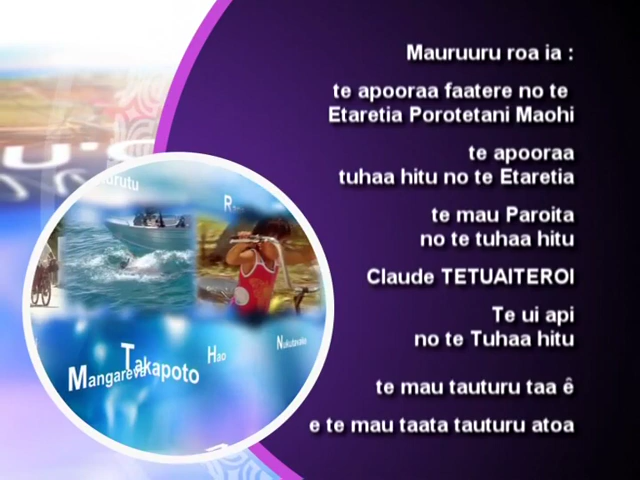 Mauruuru roa ia :
te apooraa faatere no te
Etaretia Porotetani Maohi
te apooraa
tuhaa hitu no te Etaretia
te mau Paroita
no te tuhaa hitu
Claude TETUAITEROI
Te ui api
no te Tuhaa hitu
te mau tauturu taa ê
e te mau taata tauturu atoa
Hao
Takapoto
Mangareva